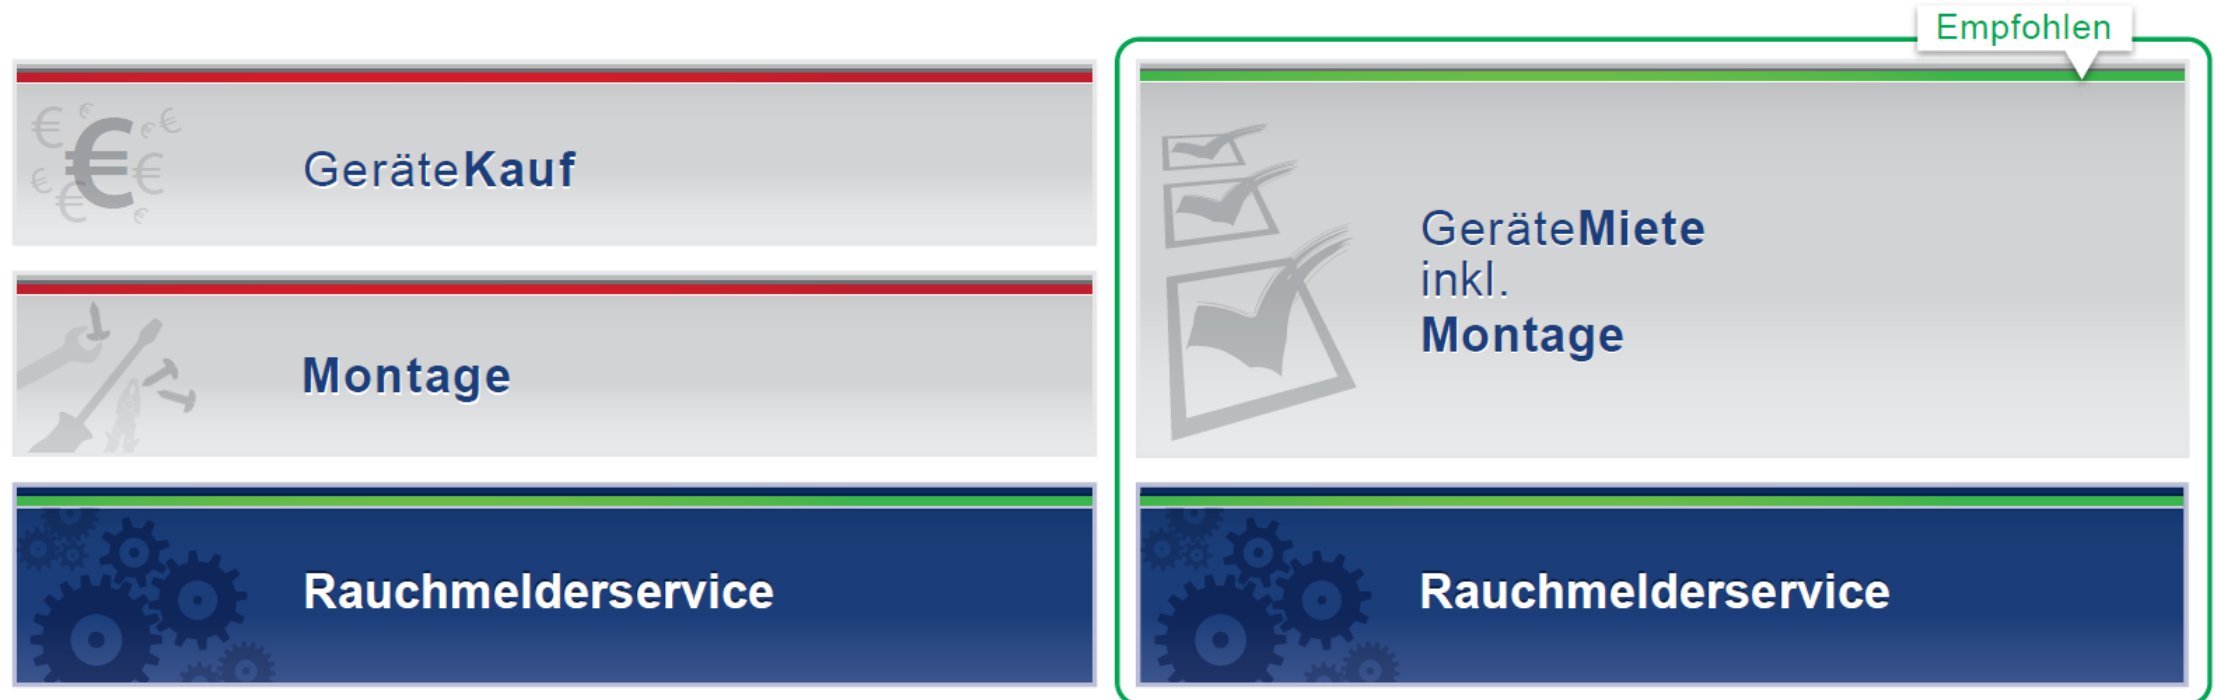 Empfohlen
GeräteKauf
Montage
Rauchmelderservice
GeräteMiete
inkl.
Montage
Rauchmelderservice